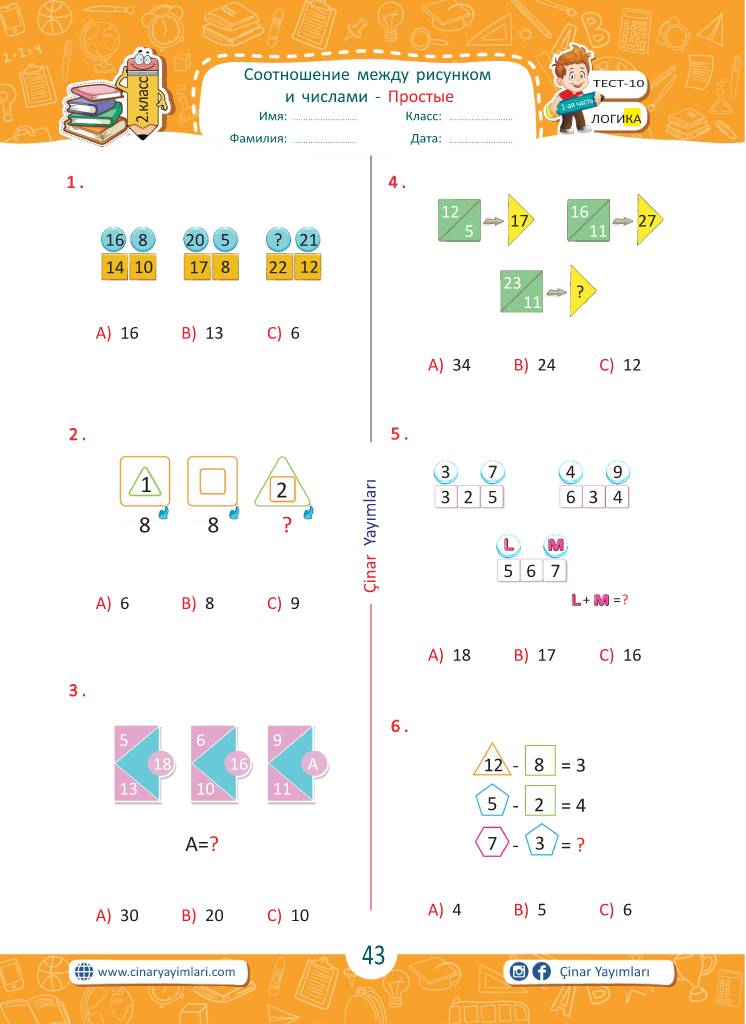 2.класс
Соотношение между рисунком
и числами - Простые
Имя: Класс:
Фамилия: Дата:
1-ая часть
ТЕСТ-10
ЛОГИКА
1.
16 8 20 5 ? 21
14 10 17 8 22 12
A) 16 B) 13 C) 6
2.
1 2
8 8 ?
A) 6 B) 8 C) 9
3.
5 6 9
18 16 A
13 10 11
A=?
A) 30 B) 20 C) 10
Çinar Yayımları
4.
12 16
5 17 11 27
23
11 ?
A) 34 B) 24 C) 12
5.
3 7 4 9
3 2 5 6 3 4
L M
5 6 7
L + M = ?
A) 18 B) 17 C) 16
6.
12 - 8 = 3
5 - 2 = 4
7 - 3 = ?
A) 4 B) 5 C) 6
www.cinaryayimlari.com
43
Çinar Yayımları